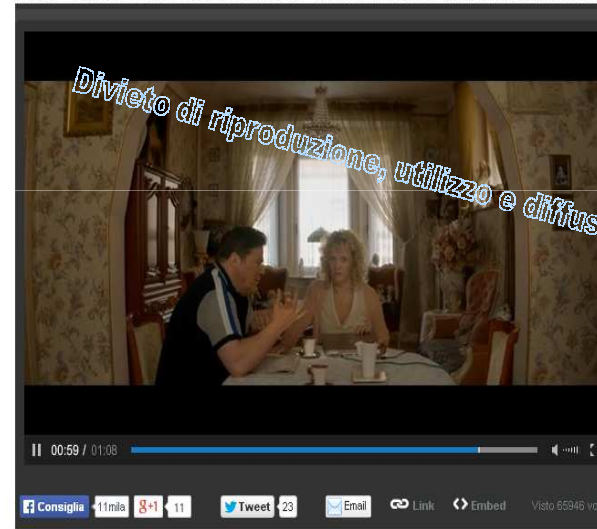 Divieto di riproduzione, utilizzo e diffus
00:59 / 01:08
Consiglia 11mila +1 11 Tweet 23 Email Link Embed Visto 65946 vo